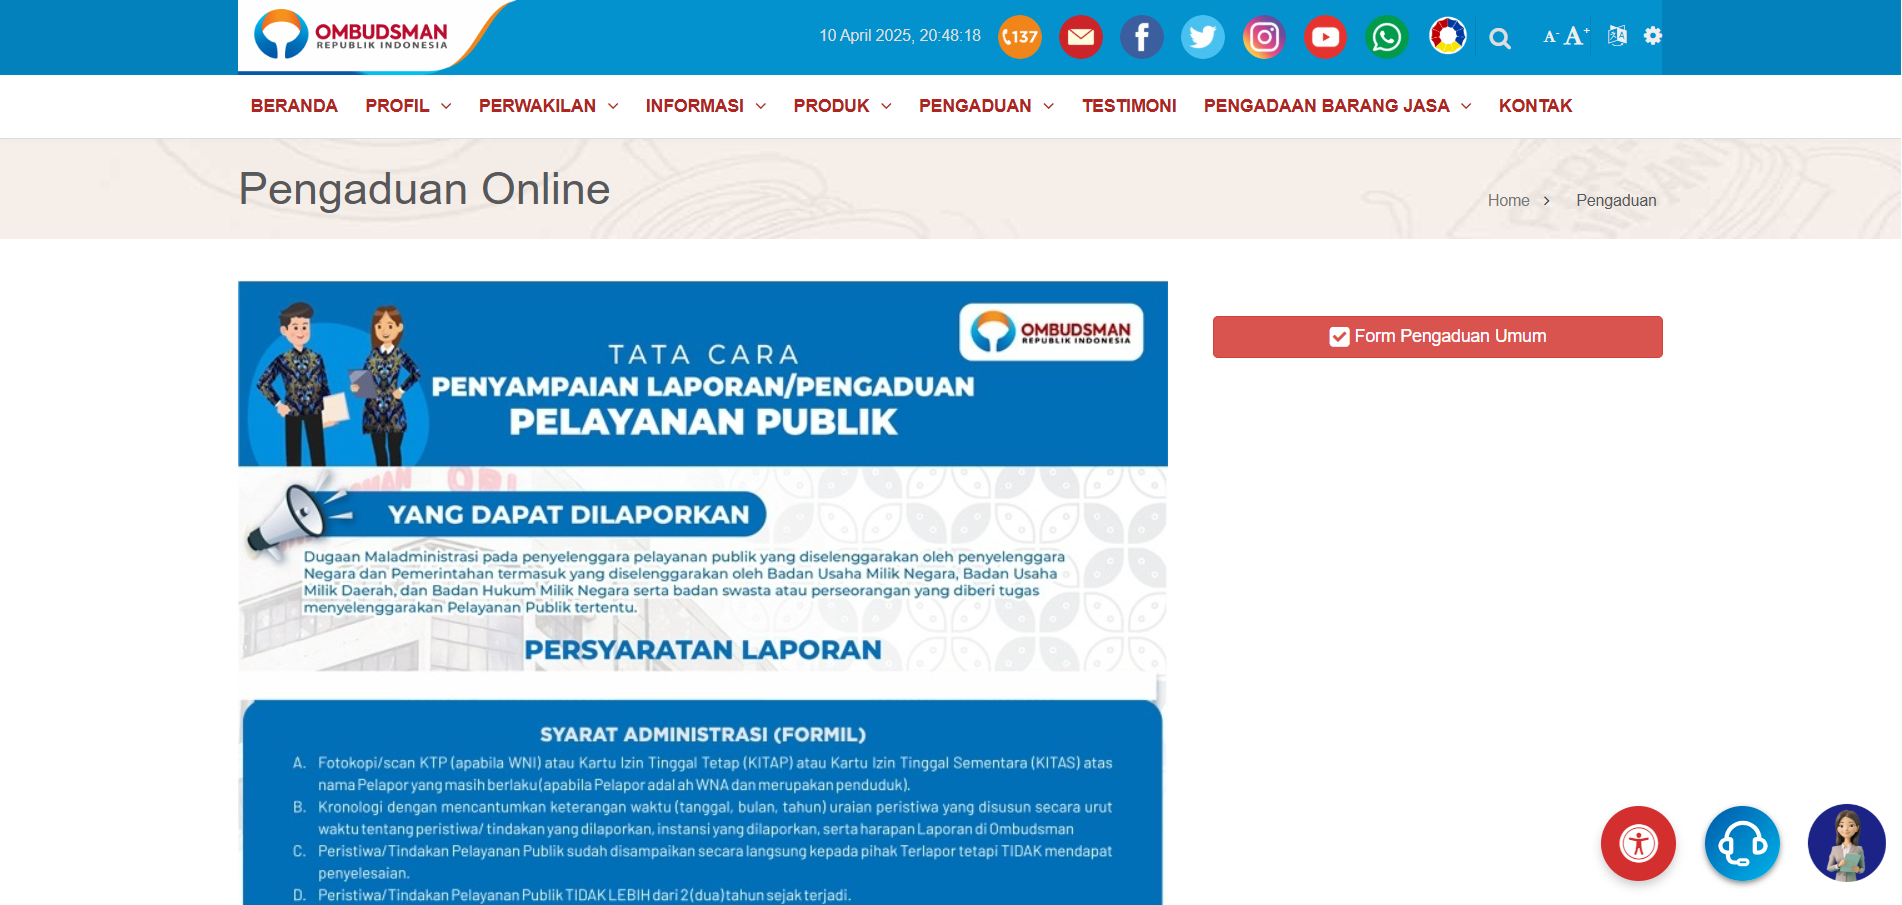 OMBUDSMAN
REPUBLIK INDONESIA
10 April 2025, 20:48:18
137
A- A+
BERANDA PROFIL PERWAKILAN INFORMASI PRODUK PENGADUAN TESTIMONI PENGADAAN BARANG JASA KONTAK
Pengaduan Online
Home > Pengaduan
OMBUDSMAN
REPUBLIK INDONESIA
TATA CARA
PENYAMPAIAN LAPORAN/PENGADUAN
PELAYANAN PUBLIK
Form Pengaduan Umum
YANG DAPAT DILAPORKAN
Dugaan Maladministrasi pada penyelenggara pelayanan publik yang diselenggarakan oleh penyelenggara
Negara dan Pemerintahan termasuk yang diselenggarakan oleh Badan Usaha Milik Negara, Badan Usaha
Milik Daerah, dan Badan Hukum Milik Negara serta badan swasta atau perseorangan yang diberi tugas
menyelenggarakan Pelayanan Publik tertentu.
PERSYARATAN LAPORAN
SYARAT ADMINISTRASI (FORMIL)
A. Fotokopi/scan KTP (apabila WNI) atau Kartu Izin Tinggal Tetap (KITAP) atau Kartu Izin Tinggal Sementara (KITAS) atas
nama Pelapor yang masih berlaku (apabila Pelapor adal ah WNA dan merupakan penduduk).
B. Kronologi dengan mencantumkan keterangan waktu (tanggal, bulan, tahun) uraian peristiwa yang disusun secara urut
waktu tentang peristiwa/ tindakan yang dilaporkan, instansi yang dilaporkan, serta harapan Laporan di Ombudsman
C. Peristiwa/Tindakan Pelayanan Publik sudah disampaikan secara langsung kepada pihak Terlapor tetapi TIDAK mendapat
penyelesaian.
D. Peristiwa/Tindakan Pelayanan Publik TIDAK LEBIH dari 2 (dua) tahun sejak terjadi.